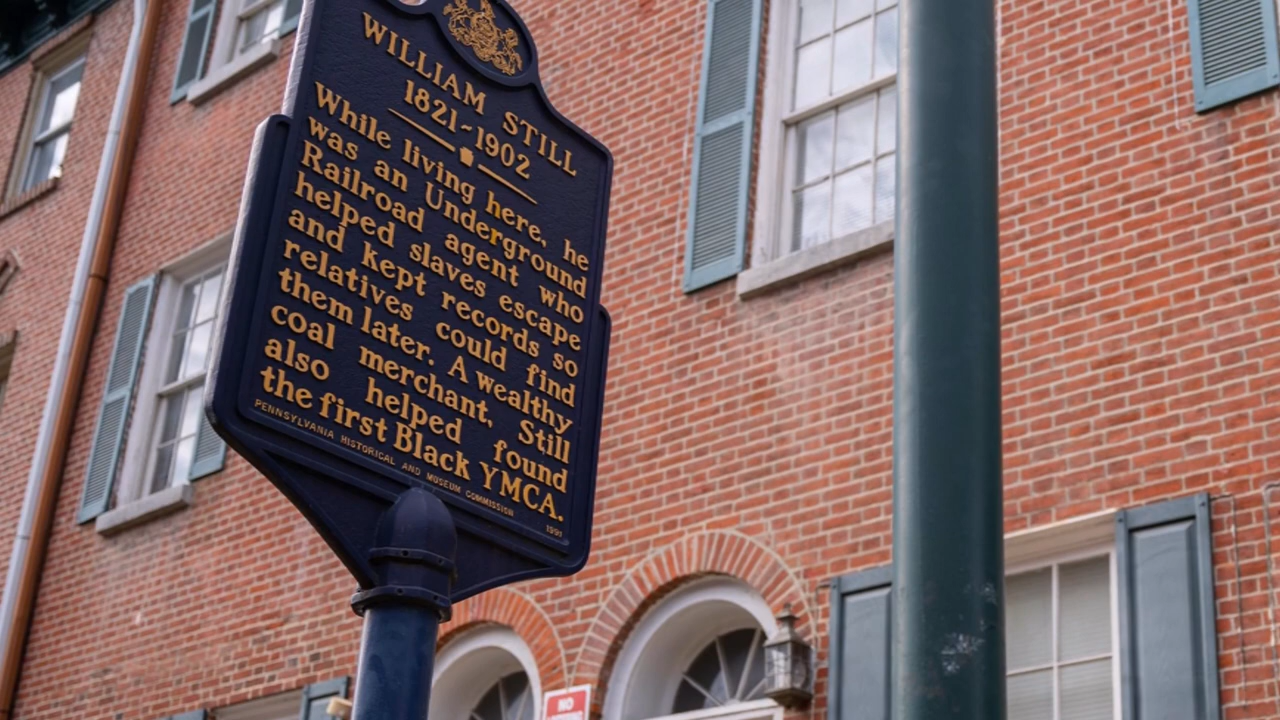 WILLIAM STILL
1821~1902
While living here, he
was an Underground
Railroad agent who
helped slaves escape
and kept records so
relatives could find
them later. A wealthy
coal merchant, Still
also helped found
the first Black YMCA.
PENNSYLVANIA HISTORICAL AND MUSEUM COMMISSION 1991
NO